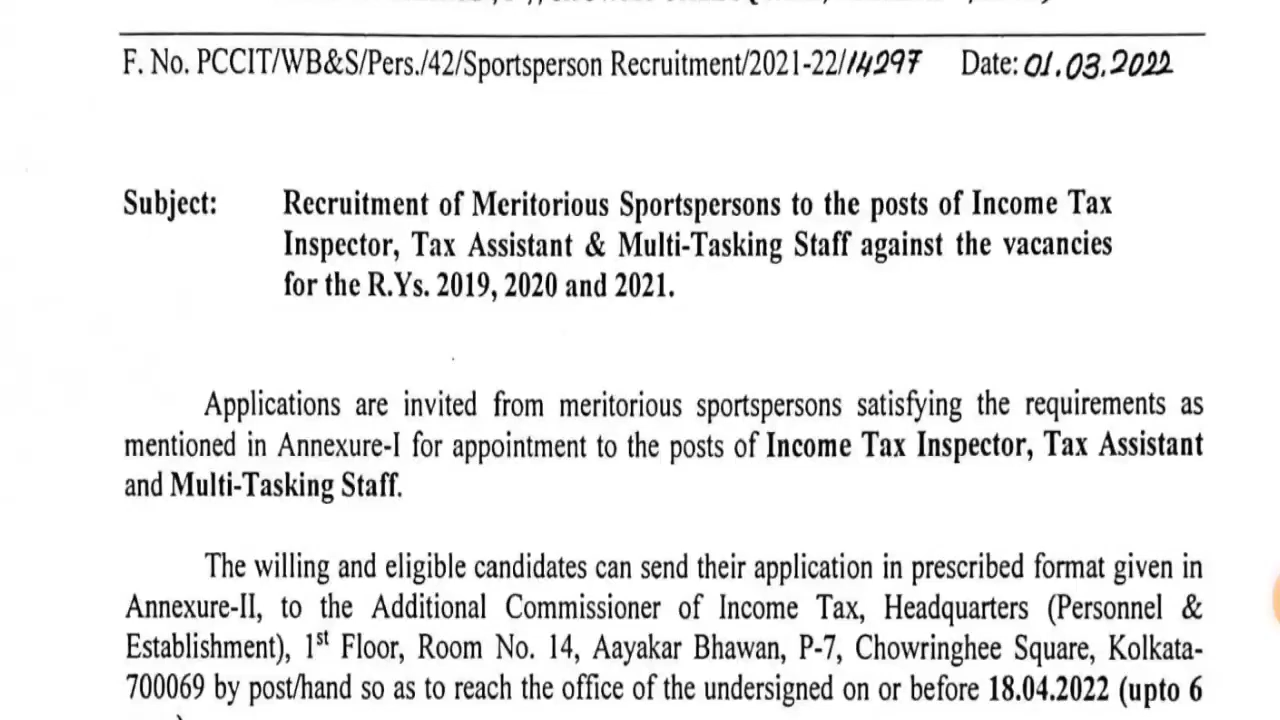 F. No. PCCIT/WB&S/Pers./42/Sportsperson Recruitment/2021-22/14297 Date: 01.03.2022
Subject: Recruitment of Meritorious Sportspersons to the posts of Income Tax
Inspector, Tax Assistant & Multi-Tasking Staff against the vacancies
for the R.Ys. 2019, 2020 and 2021.
Applications are invited from meritorious sportspersons satisfying the requirements as
mentioned in Annexure-I for appointment to the posts of Income Tax Inspector, Tax Assistant
and Multi-Tasking Staff.
The willing and eligible candidates can send their application in prescribed format given in
Annexure-II, to the Additional Commissioner of Income Tax, Headquarters (Personnel &
Establishment), 1st Floor, Room No. 14, Aayakar Bhawan, P-7, Chowringhee Square, Kolkata-
700069 by post/hand so as to reach the office of the undersigned on or before 18.04.2022 (upto 6